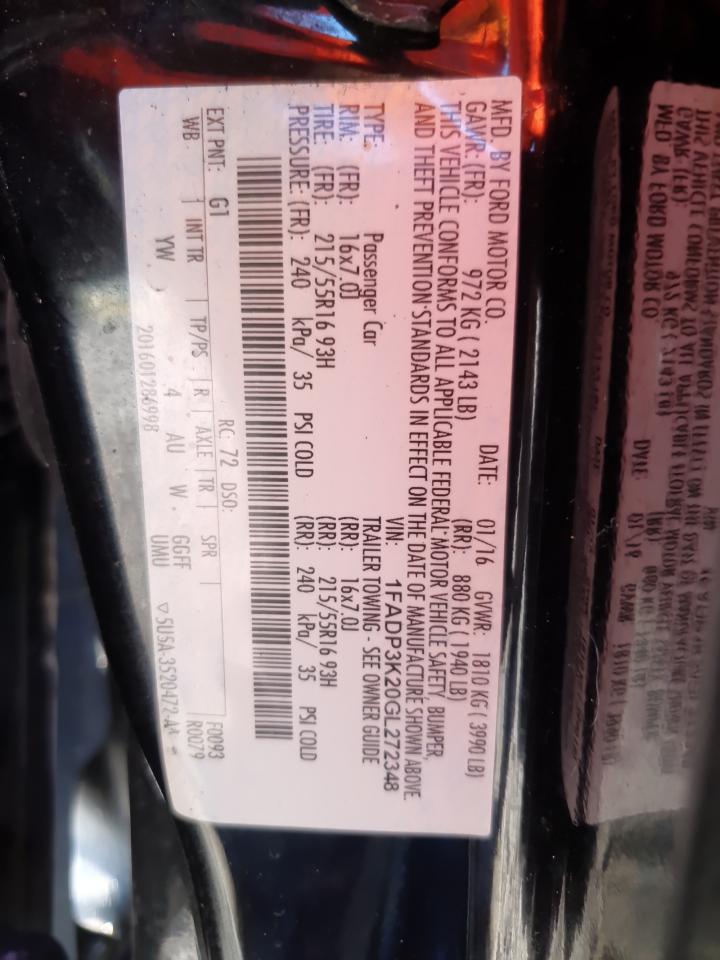 MFD. BY FORD MOTOR CO.
DATE: 01/16 GVWR: 1810 KG ( 3990 LB)
GAWR: (FR): 972 KG ( 2143 LB) (RR): 880 KG ( 1940 LB)
THIS VEHICLE CONFORMS TO ALL APPLICABLE FEDERAL MOTOR VEHICLE SAFETY, BUMPER,
AND THEFT PREVENTION STANDARDS IN EFFECT ON THE DATE OF MANUFACTURE SHOWN ABOVE.
VIN: 1FADP3K20GL272348
TYPE: Passenger Car TRAILER TOWING - SEE OWNER GUIDE
RIM: (FR): 16x7.0J (RR): 16x7.0J
TIRE: (FR): 215/55R16 93H (RR): 215/55R16 93H
PRESSURE: (FR): 240 kPa/ 35 PSI COLD (RR): 240 kPa/ 35 PSI COLD
RC: 72 DSO:
EXT PNT: G1 F0093
R0079
WB INT TR TP/PS R AXLE TR SPR
YW 4 AU W GGFF
UMU
201601286998 ▽5USA-3520472-A